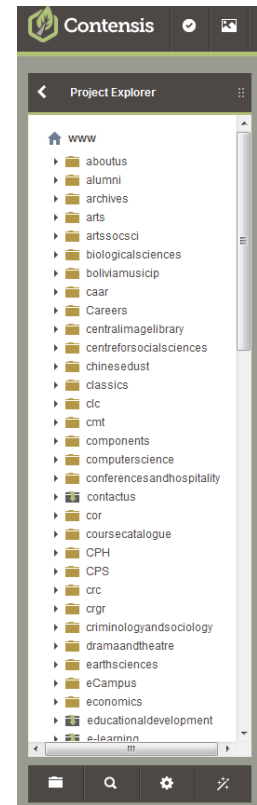 Contensis
Project Explorer
www
aboutus
alumni
archives
arts
artssocsci
biologicalsciences
boliviamusicip
caar
Careers
centralimagelibrary
centreforsocialsciences
chinesedust
classics
clc
cmt
components
computerscience
conferencesandhospitality
contactus
cor
coursecatalogue
CPH
CPS
crc
crgr
criminologyandsociology
dramaandtheatre
earthsciences
eCampus
economics
educationaldevelopment
e-learning